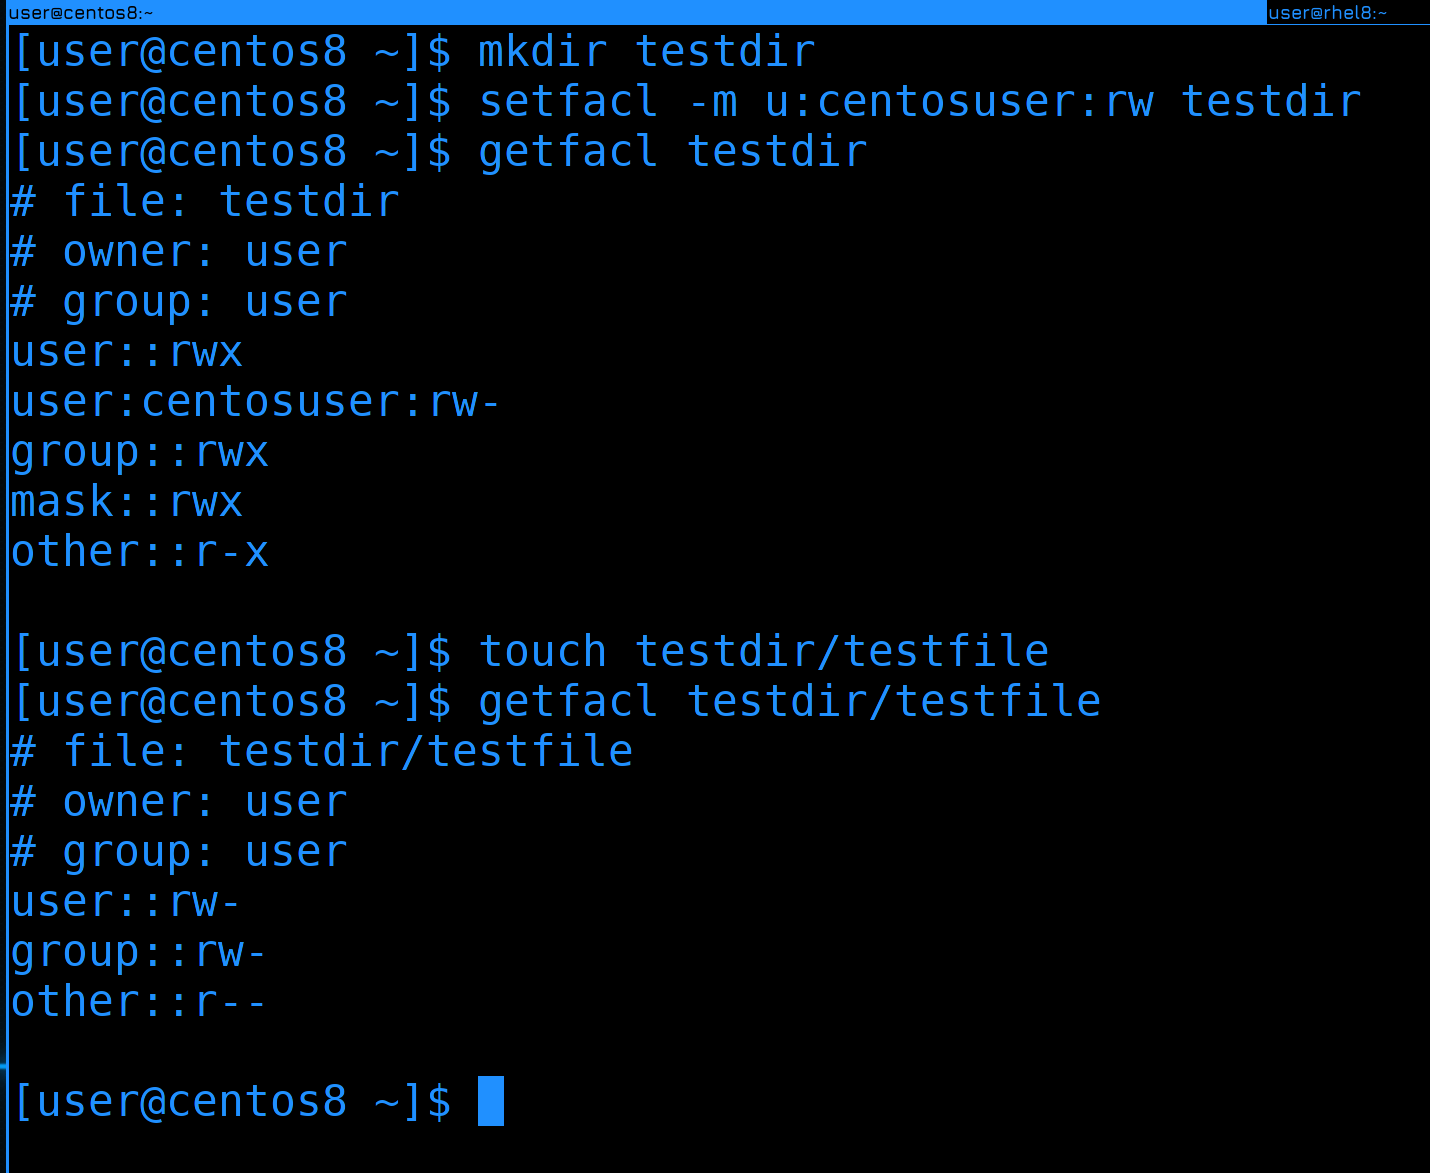 user@centos8:~ user@rhel8:~
[user@centos8 ~]$ mkdir testdir
[user@centos8 ~]$ setfacl -m u:centosuser:rw testdir
[user@centos8 ~]$ getfacl testdir
# file: testdir
# owner: user
# group: user
user::rwx
user:centosuser:rw-
group::rwx
mask::rwx
other::r-x
[user@centos8 ~]$ touch testdir/testfile
[user@centos8 ~]$ getfacl testdir/testfile
# file: testdir/testfile
# owner: user
# group: user
user::rw-
group::rw-
other::r--
[user@centos8 ~]$